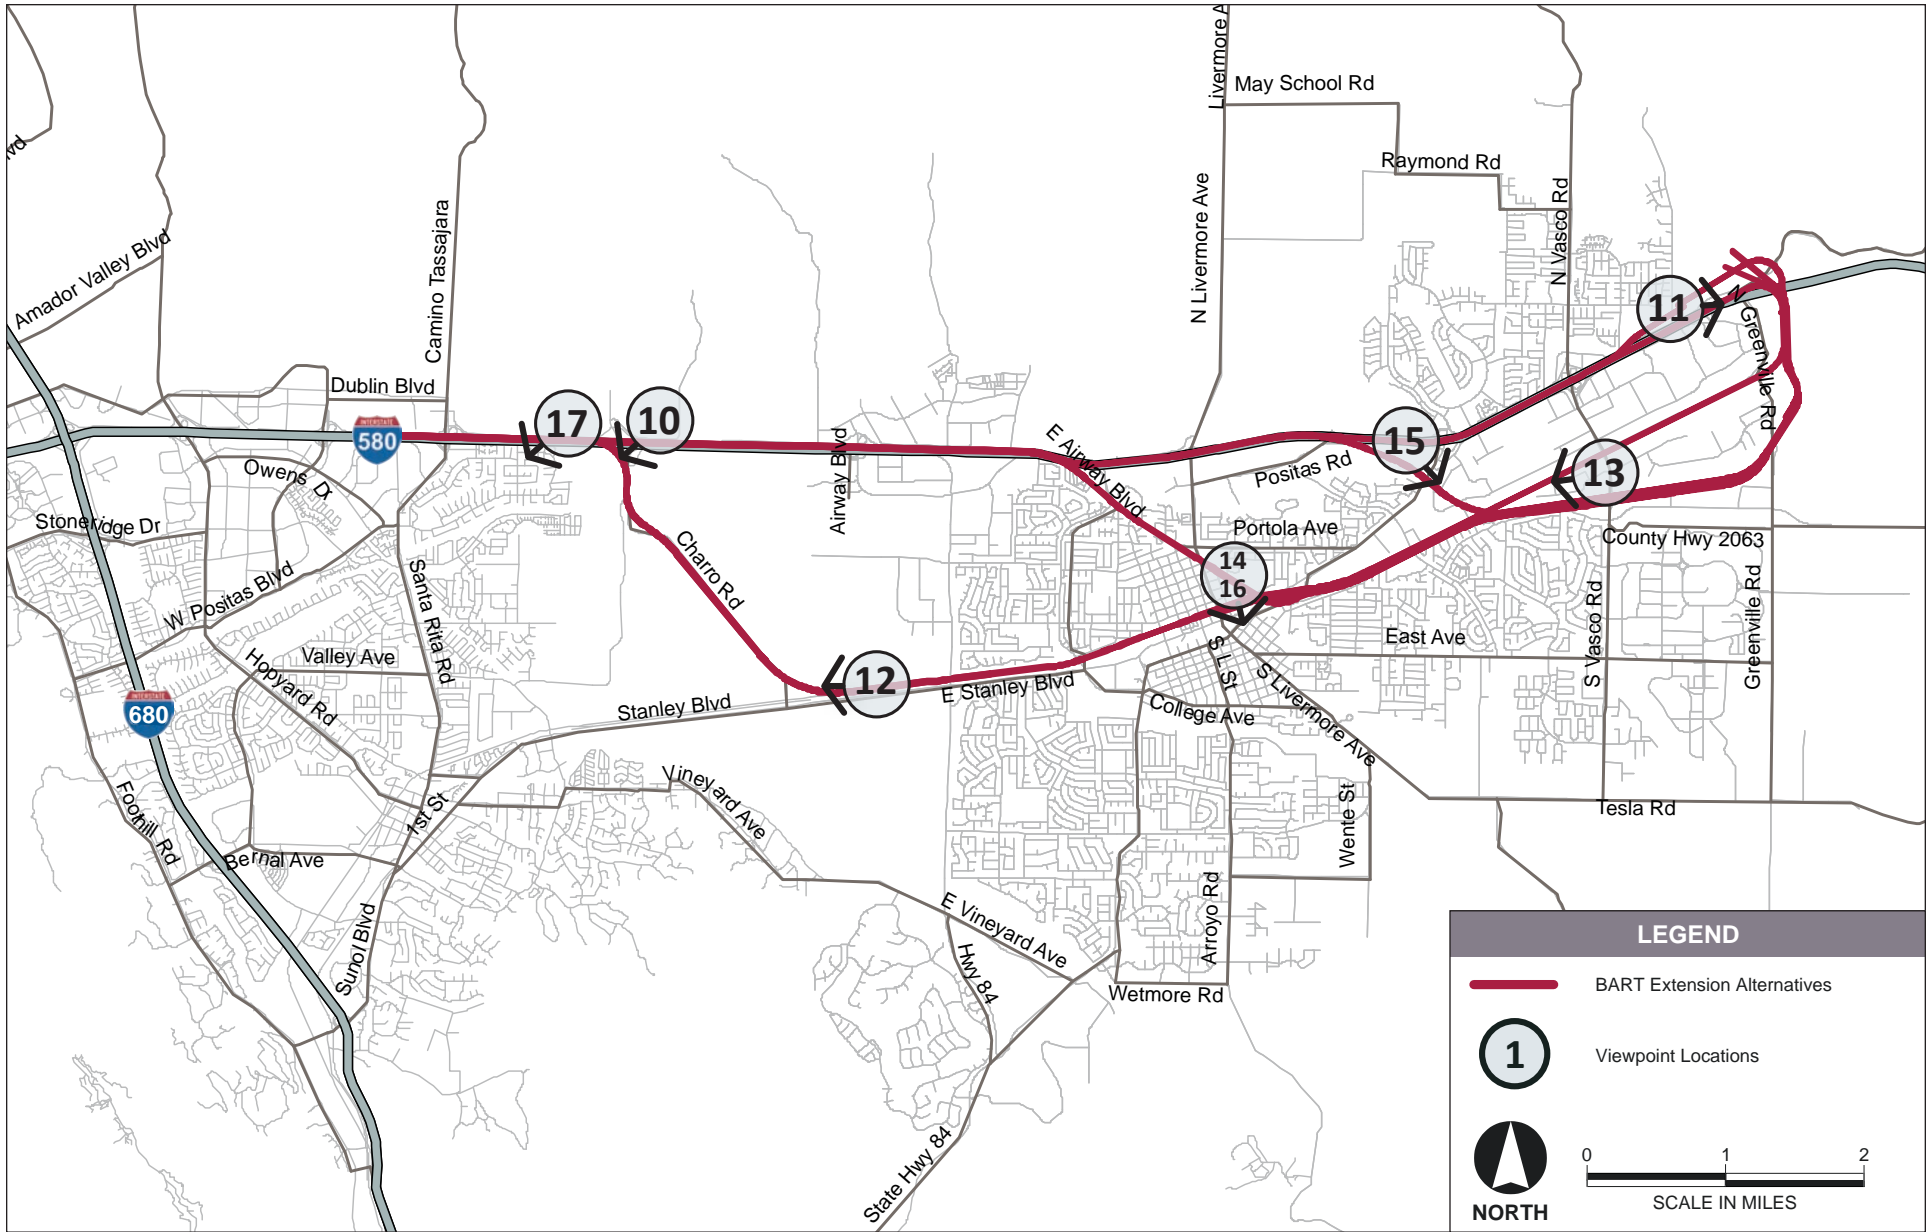 Livermore A
May School Rd
Raymond Rd
N Livermore Ave
N Vasco Rd
Amador Valley Blvd
Camino Tassajara
11
N Greenville Rd
Dublin Blvd
INTERSTATE
580
17
10
E Airway Blvd
15
Airway Blvd
Positas Rd
13
Owens Dr
Stoneridge Dr
Portola Ave
County Hwy 2063
Charro Rd
14
16
W Positas Blvd
Santa Rita Rd
East Ave
S Vasco Rd
Greenville Rd
Valley Ave
Hopyard Rd
S L St
S Livermore Ave
12
E Stanley Blvd
Stanley Blvd
College Ave
INTERSTATE
680
Foothill Rd
1st St
Vineyard Ave
Wente St
Tesla Rd
Bernal Ave
Sunol Blvd
E Vineyard Ave
Arroyo Rd
Hwy 84
Wetmore Rd
State Hwy 84
LEGEND
BART Extension Alternatives
1
Viewpoint Locations
NORTH
0 1 2
SCALE IN MILES